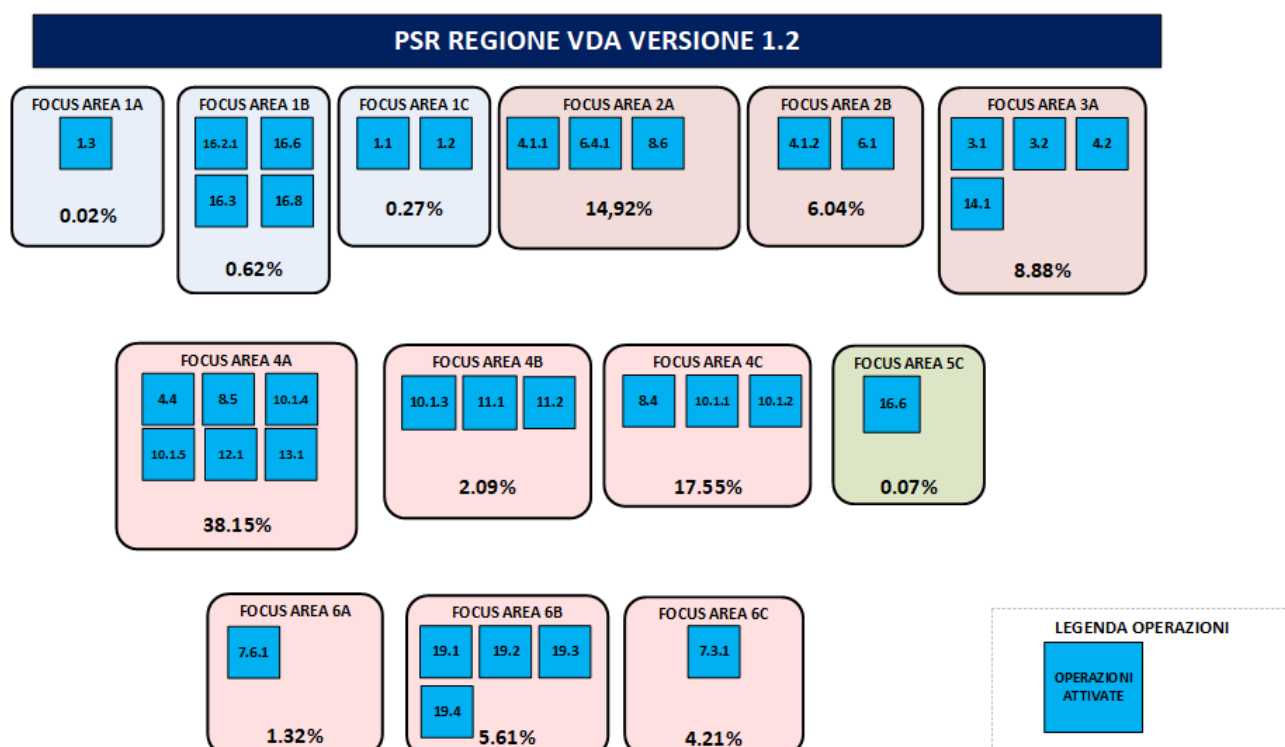 PSR REGIONE VDA VERSIONE 1.2
FOCUS AREA 1A
1.3
0.02%
FOCUS AREA 1B
16.2.1 16.6
16.3 16.8
0.62%
FOCUS AREA 1C
1.1 1.2
0.27%
FOCUS AREA 2A
4.1.1 6.4.1 8.6
14,92%
FOCUS AREA 2B
4.1.2 6.1
6.04%
FOCUS AREA 3A
3.1 3.2 4.2
14.1
8.88%
FOCUS AREA 4A
4.4 8.5 10.1.4
10.1.5 12.1 13.1
38.15%
FOCUS AREA 4B
10.1.3 11.1 11.2
2.09%
FOCUS AREA 4C
8.4 10.1.1 10.1.2
17.55%
FOCUS AREA 5C
16.6
0.07%
FOCUS AREA 6A
7.6.1
1.32%
FOCUS AREA 6B
19.1 19.2 19.3
19.4
5.61%
FOCUS AREA 6C
7.3.1
4.21%
LEGENDA OPERAZIONI
OPERAZIONI
ATTIVATE